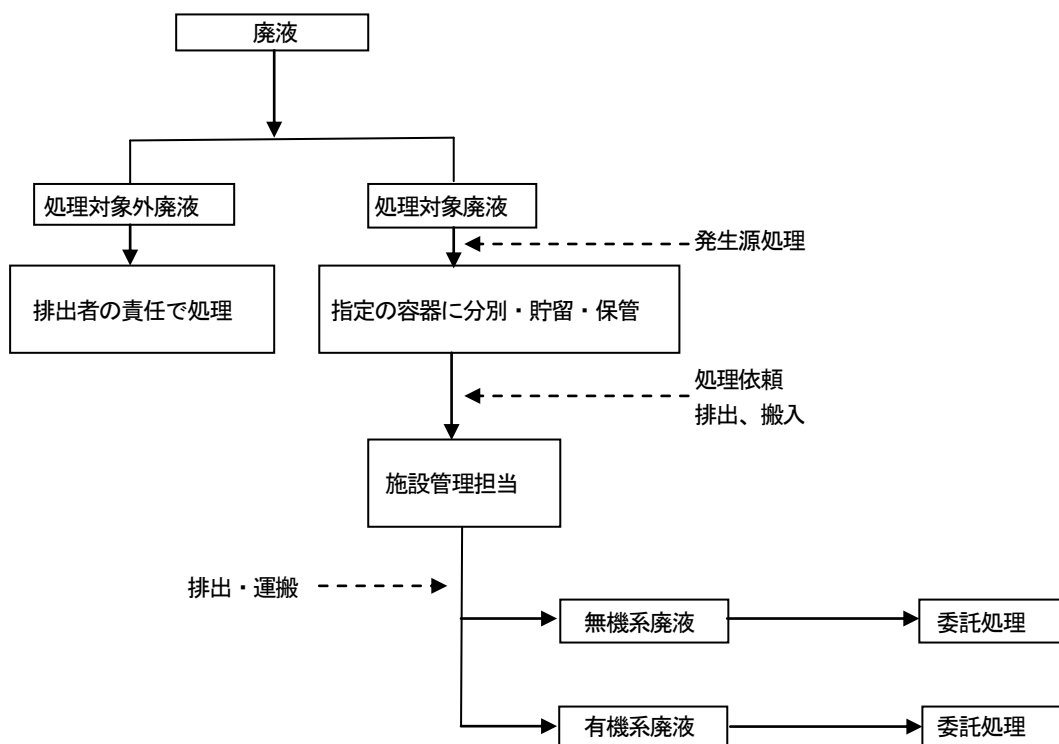 廃液
処理対象外廃液
処理対象廃液
発生源処理
排出者の責任で処理
指定の容器に分別・貯留・保管
処理依頼
排出、搬入
施設管理担当
排出・運搬
無機系廃液
委託処理
有機系廃液
委託処理